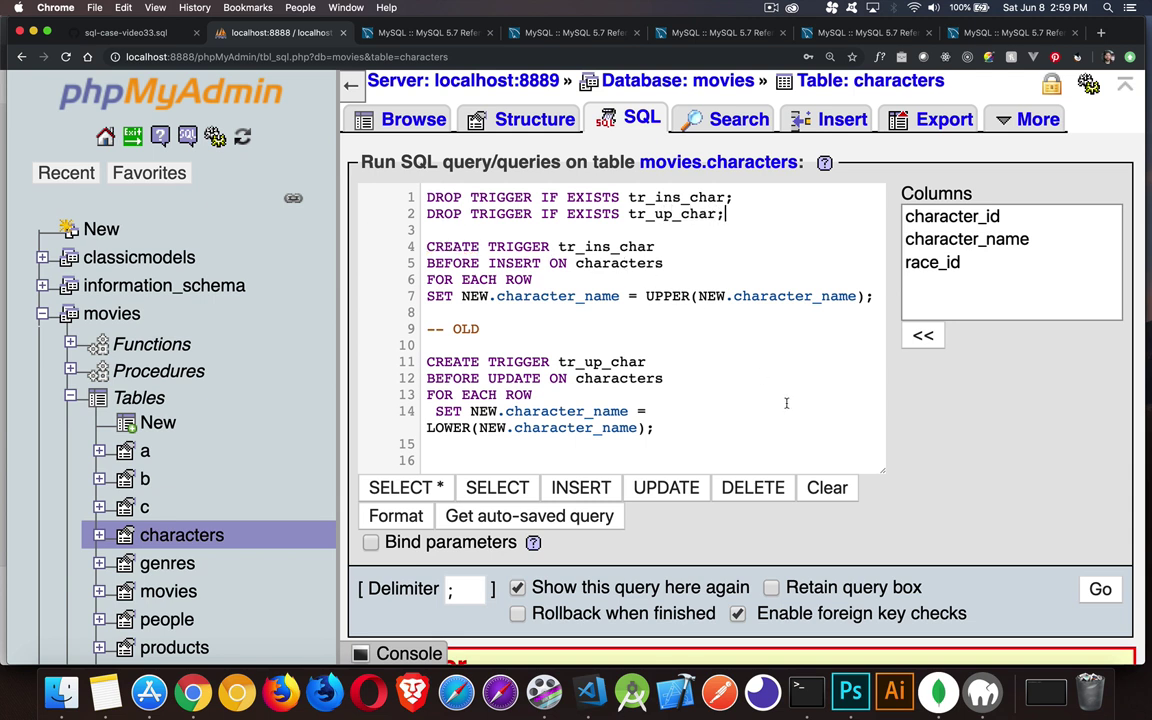 Chrome File Edit View History Bookmarks People Window Help 100% Sat Jun 8 2:59 PM
sql-case-video33.sql localhost:8888 / localhost MySQL :: MySQL 5.7 Refer MySQL :: MySQL 5.7 Refer MySQL :: MySQL 5.7 Refer MySQL :: MySQL 5.7 Refer MySQL :: MySQL 5.7 Refer
localhost:8888/phpMyAdmin/tbl_sql.php?db=movies&table=characters
phpMyAdmin
Exit
SQL
Recent Favorites
New
classicmodels
information_schema
movies
Functions
Procedures
Tables
New
a
b
c
characters
genres
movies
people
products
Server: localhost:8889 » Database: movies » Table: characters
Browse Structure SQL Search Insert Export More
Run SQL query/queries on table movies.characters:
1 DROP TRIGGER IF EXISTS tr_ins_char;
2 DROP TRIGGER IF EXISTS tr_up_char;
3
4 CREATE TRIGGER tr_ins_char
5 BEFORE INSERT ON characters
6 FOR EACH ROW
7 SET NEW.character_name = UPPER(NEW.character_name);
8
9 -- OLD
10
11 CREATE TRIGGER tr_up_char
12 BEFORE UPDATE ON characters
13 FOR EACH ROW
14 SET NEW.character_name =
LOWER(NEW.character_name);
15
16
Columns
character_id
character_name
race_id
<<
SELECT * SELECT INSERT UPDATE DELETE Clear
Format Get auto-saved query
Bind parameters
[ Delimiter ; ] Show this query here again Retain query box
Rollback when finished Enable foreign key checks
Go
Console
Ps Ai